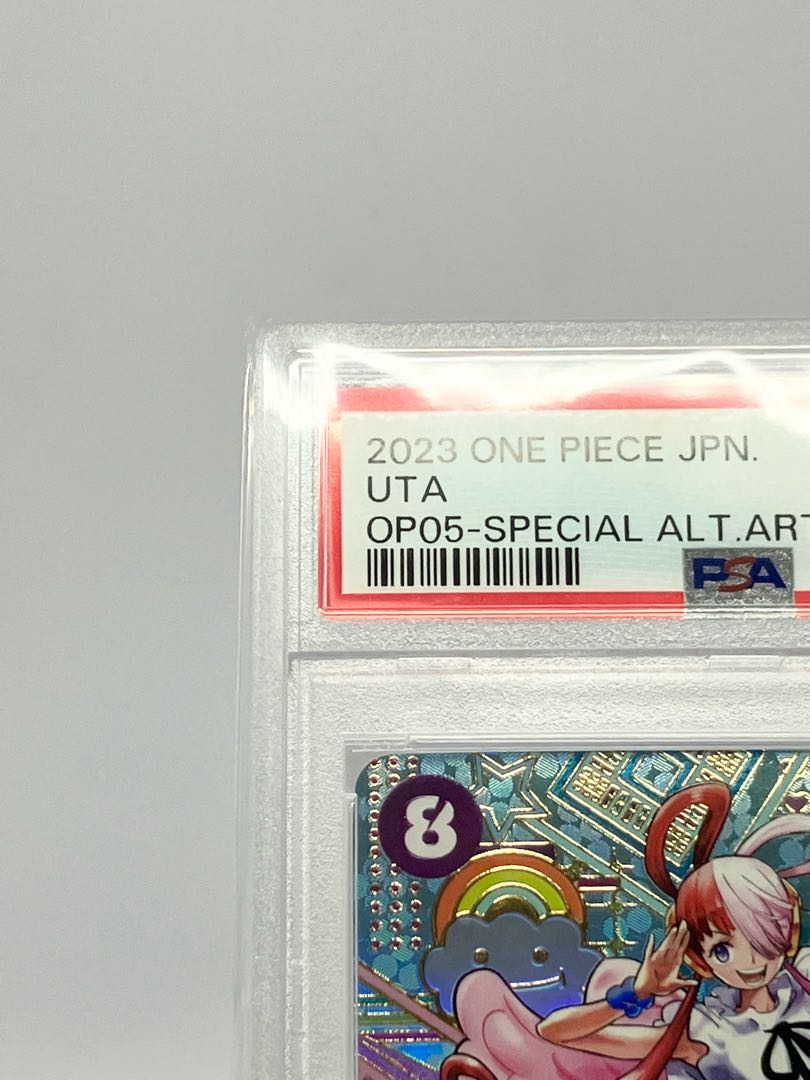 2023 ONE PIECE JPN.
UTA
OP05-SPECIAL ALT.ART
PSA
8